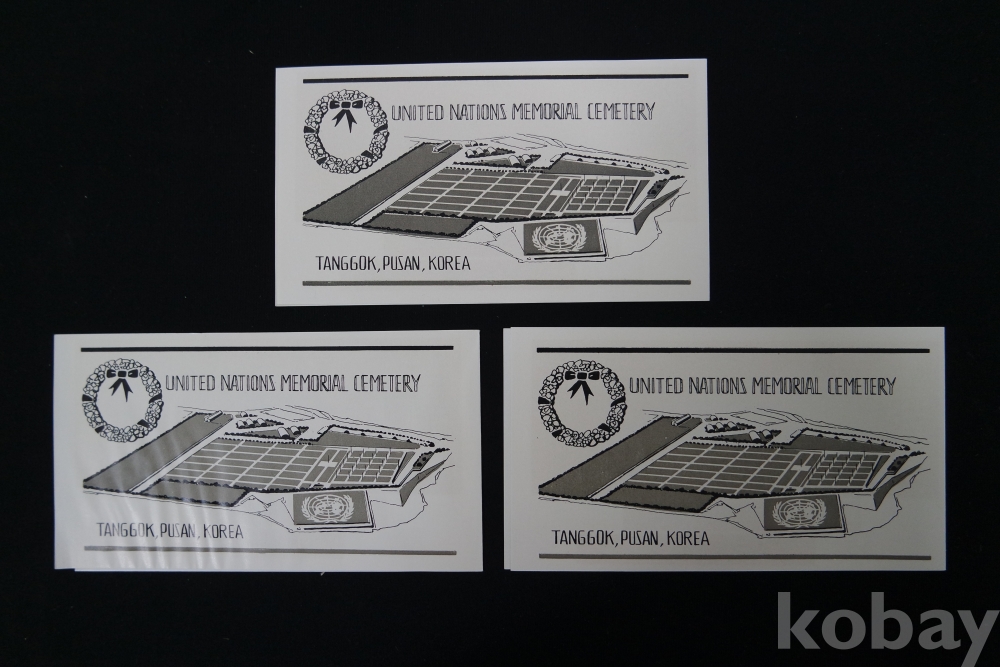 UNITED NATIONS MEMORIAL CEMETERY
TANGGOK, PUSAN, KOREA
UNITED NATIONS MEMORIAL CEMETERY
TANGGOK, PUSAN, KOREA
UNITED NATIONS MEMORIAL CEMETERY
TANGGOK, PUSAN, KOREA
kobay